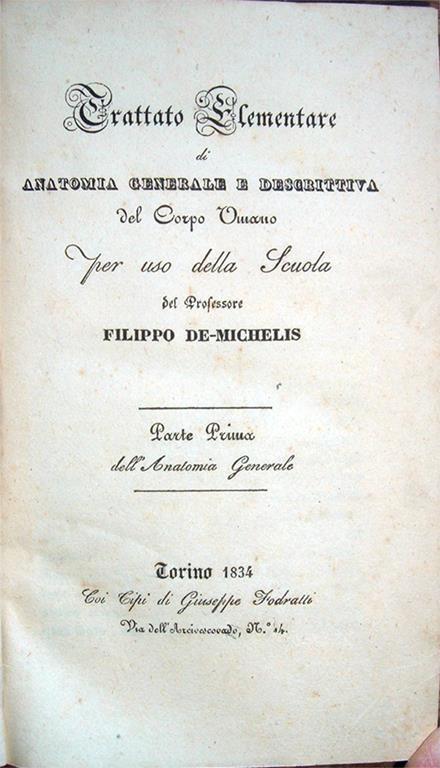 Trattato Elementare
di
ANATOMIA GENERALE E DESCRITTIVA
del Corpo Umano
per uso della Scuola
del Professore
FILIPPO DE-MICHELIS
Parte Prima
dell'Anatomia Generale
Torino 1834
Coi Tipi di Giuseppe Fodratti
Via dell'Arcivescovado, N.º 14.